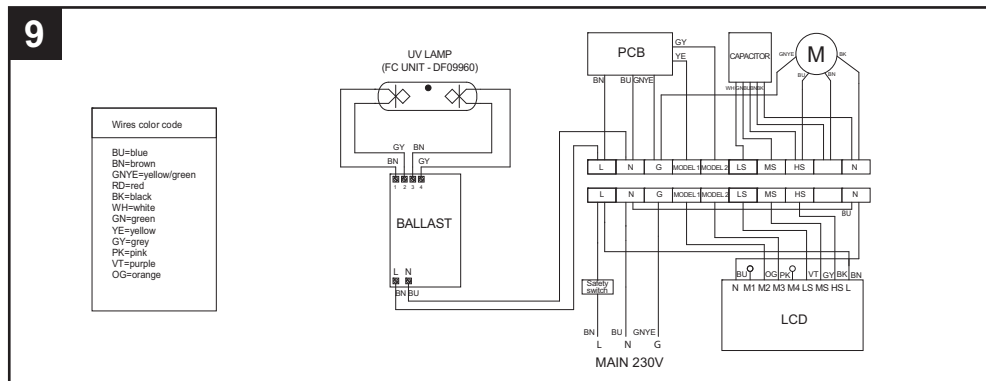 9
Wires color code
BU=blue
BN=brown
GNYE=yellow/green
RD=red
BK=black
WH=white
GN=green
YE=yellow
GY=grey
PK=pink
VT=purple
OG=orange
UV LAMP
(FC UNIT - DF09960)
GY BN
BN GY
1 2 3 4
BALLAST
L N
BN BU
PCB
GY
YE
BN BU GNYE
CAPACITOR
WH GN BU BN BK
M
GNYE BK
BU BN
L N G MODEL 1 MODEL 2 LS MS HS N
L N G MODEL 1 MODEL 2 LS MS HS N
BU
Safety
switch
BN BU GNYE
L N G
MAIN 230V
BU OG PK VT GY BK BN
N M1 M2 M3 M4 LS MS HS L
LCD